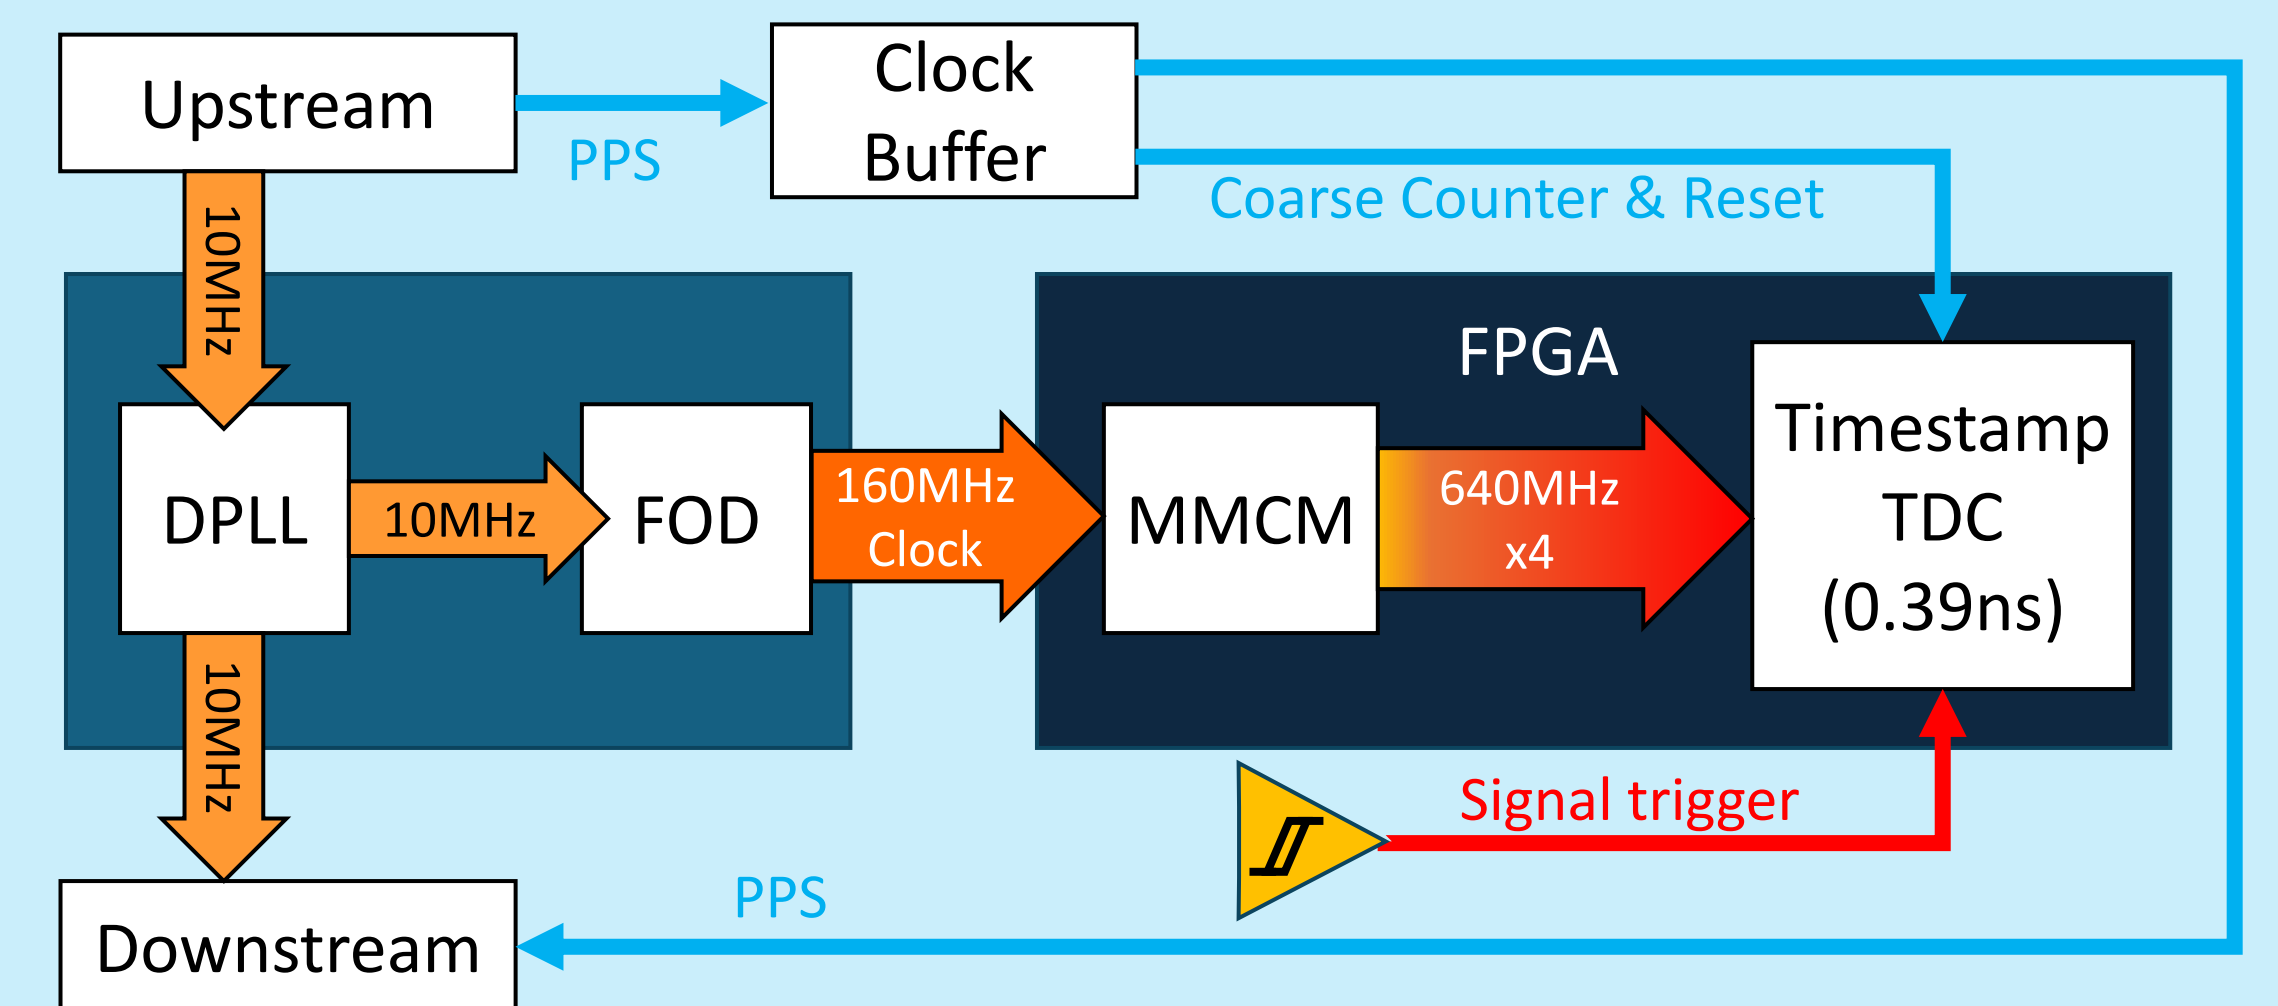 Upstream
PPS
Clock
Buffer
Coarse Counter & Reset
10MHz
FPGA
DPLL
10MHz
FOD
160MHz
Clock
MMCM
640MHz
x4
Timestamp
TDC
(0.39ns)
10MHz
Signal trigger
PPS
Downstream